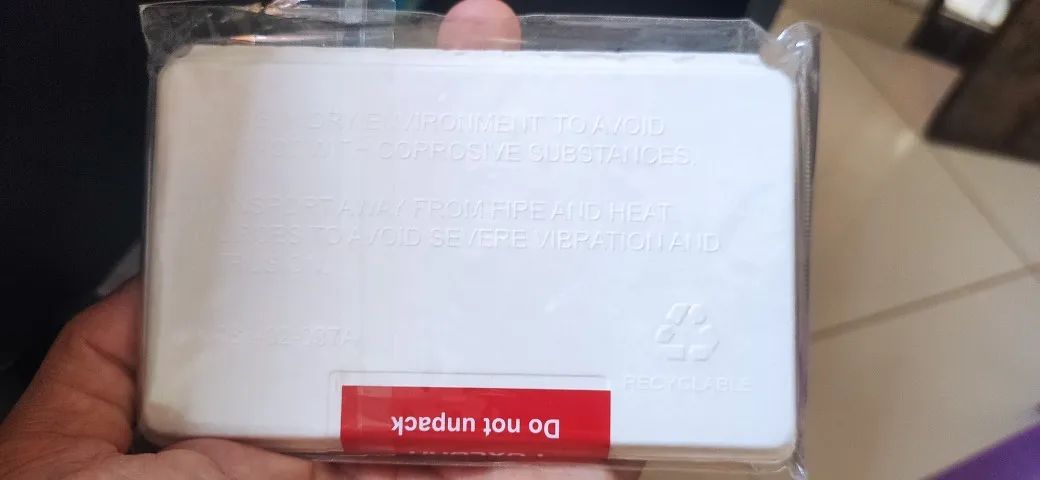 DRY ENVIRONMENT TO AVOID
WITH CORROSIVE SUBSTANCES.
TRANSPORT AWAY FROM FIRE AND HEAT
TO AVOID SEVERE VIBRATION AND
RECYCLABLE
Do not unpack